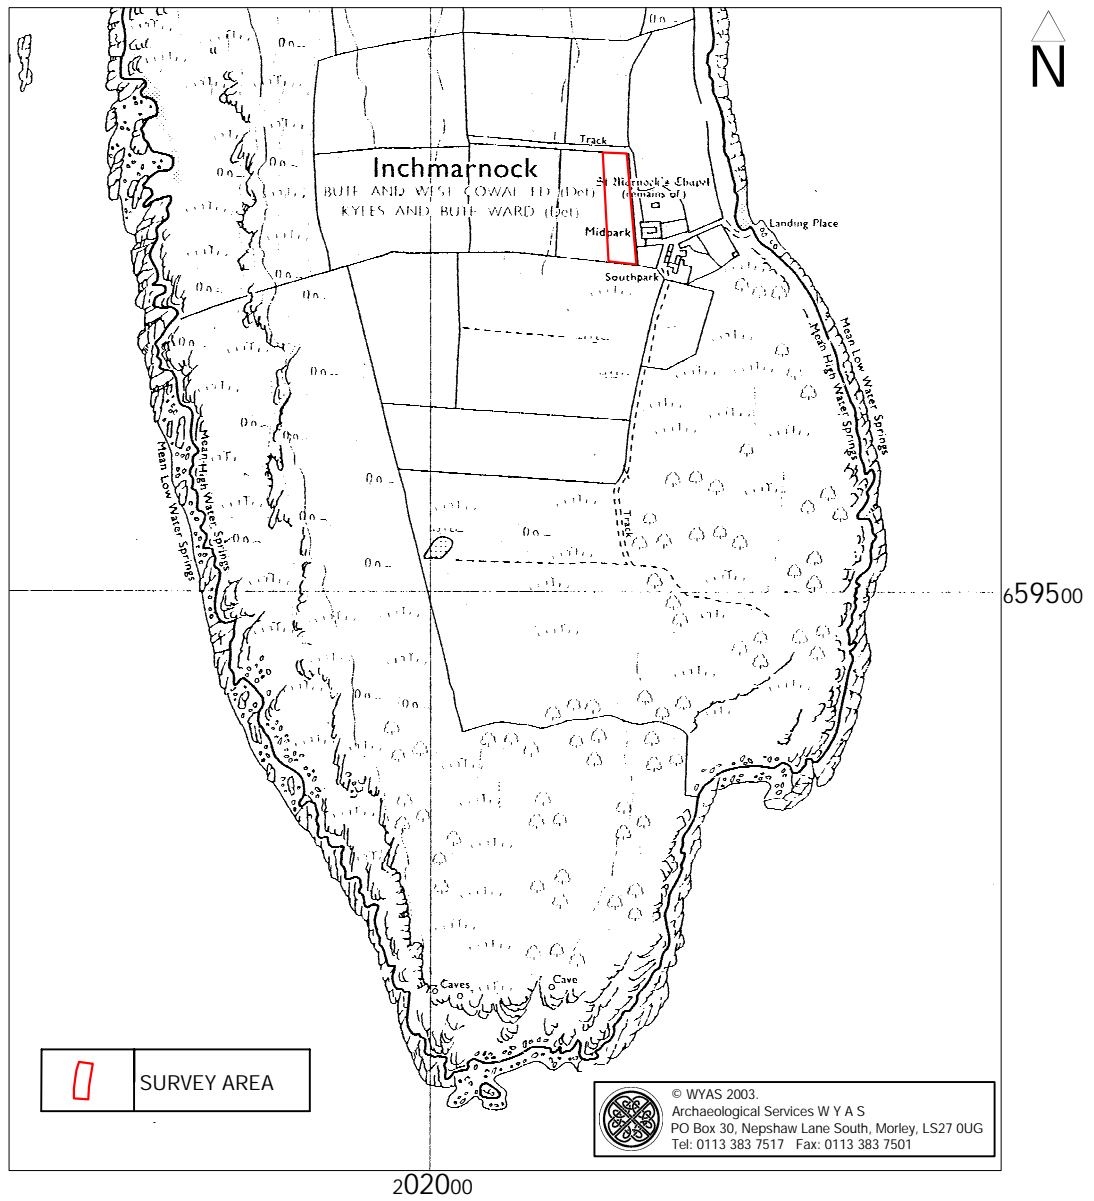 N
Track
Inchmarnock
BUTE AND WEST COWAL ED (Det)
KYLES AND BUTE WARD (Det)
St Marnock's Chapel
(remains of)
Midpark
Landing Place
Southpark
Mean Low Water Springs
Mean High Water Springs
Mean High Water Springs
Mean Low Water Springs
Track
659500
Caves
Cave
SURVEY AREA
© WYAS 2003.
Archaeological Services W Y A S
PO Box 30, Nepshaw Lane South, Morley, LS27 0UG
Tel: 0113 383 7517 Fax: 0113 383 7501
202000